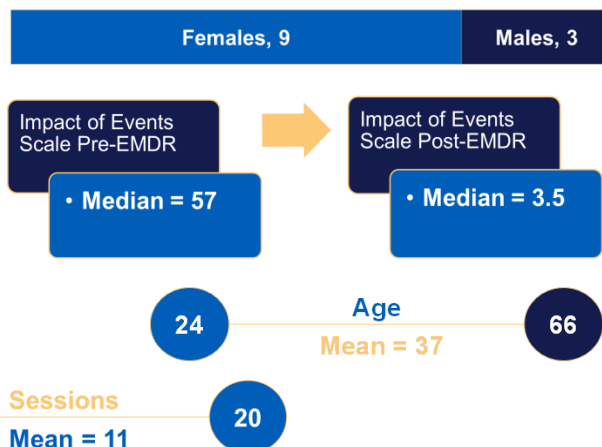 Females, 9
Males, 3
Impact of Events
Scale Pre-EMDR
• Median = 57
Impact of Events
Scale Post-EMDR
• Median = 3.5
24
Age
Mean = 37
66
Sessions
Mean = 11
20